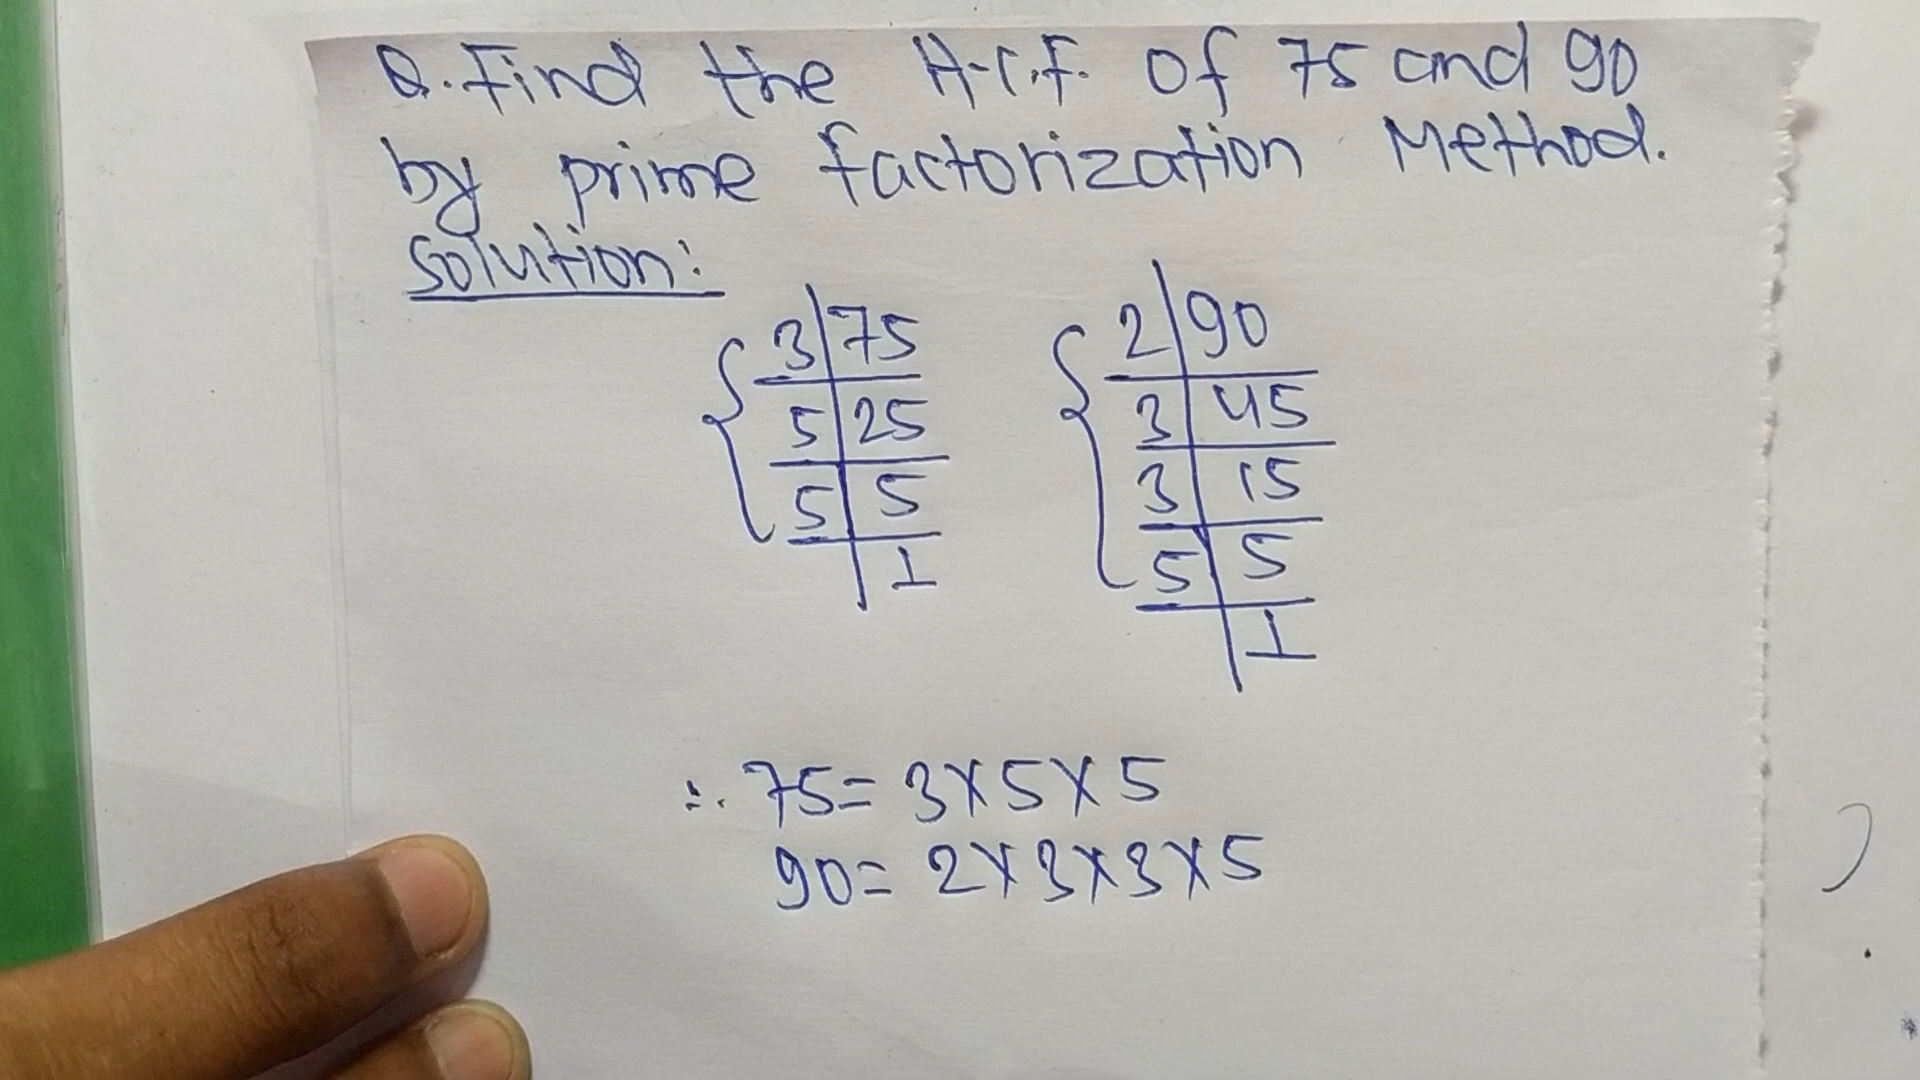 Q. Find the H.C.F. of 75 and 90
by prime factorization Method.
Solution:
3|75
5|25
5|5
1
2|90
3|45
3|15
5|5
1
∴ 75= 3×5×5
90= 2×3×3×5